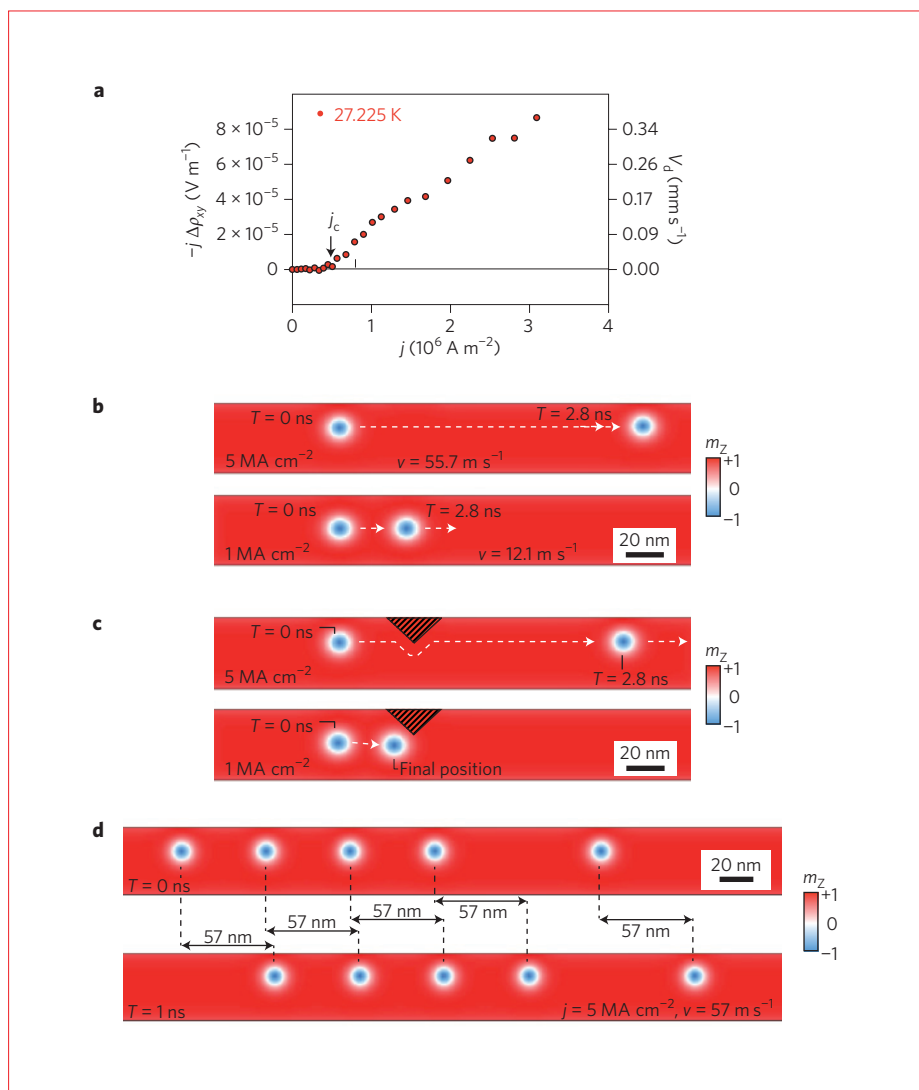 a
27.225 K
8 × 10⁻⁵
6 × 10⁻⁵
4 × 10⁻⁵
2 × 10⁻⁵
0
−j Δρxy (V m⁻¹)
jc
0.34
0.26
0.17
0.09
0.00
Vd (mm s⁻¹)
0 1 2 3 4
j (10⁶ A m⁻²)
b
T = 0 ns
T = 2.8 ns
5 MA cm⁻²
v = 55.7 m s⁻¹
T = 0 ns
T = 2.8 ns
1 MA cm⁻²
v = 12.1 m s⁻¹
20 nm
mZ
+1
0
−1
c
T = 0 ns
5 MA cm⁻²
T = 2.8 ns
T = 0 ns
1 MA cm⁻²
Final position
20 nm
mZ
+1
0
−1
d
T = 0 ns
20 nm
57 nm
57 nm
57 nm
57 nm
57 nm
T = 1 ns
j = 5 MA cm⁻², v = 57 m s⁻¹
mZ
+1
0
−1